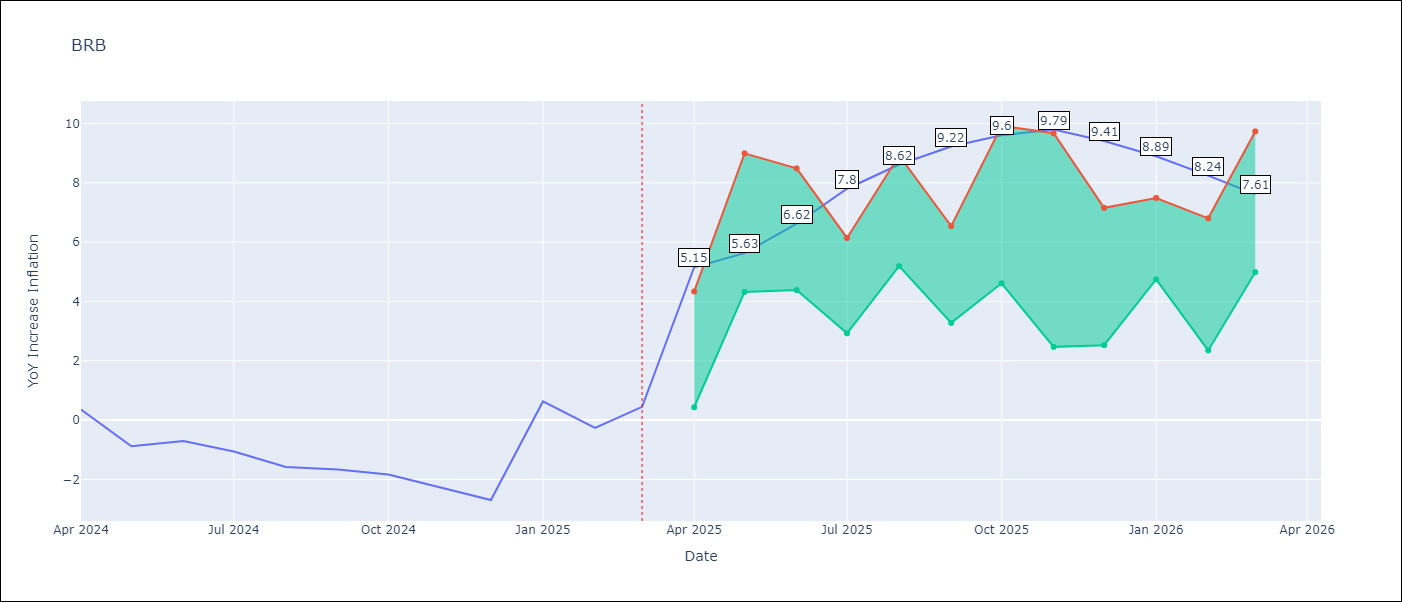 BRB
YoY Increase Inflation
10
8
6
4
2
0
−2
5.15
5.63
6.62
7.8
8.62
9.22
9.6
9.79
9.41
8.89
8.24
7.61
Apr 2024
Jul 2024
Oct 2024
Jan 2025
Apr 2025
Jul 2025
Oct 2025
Jan 2026
Apr 2026
Date